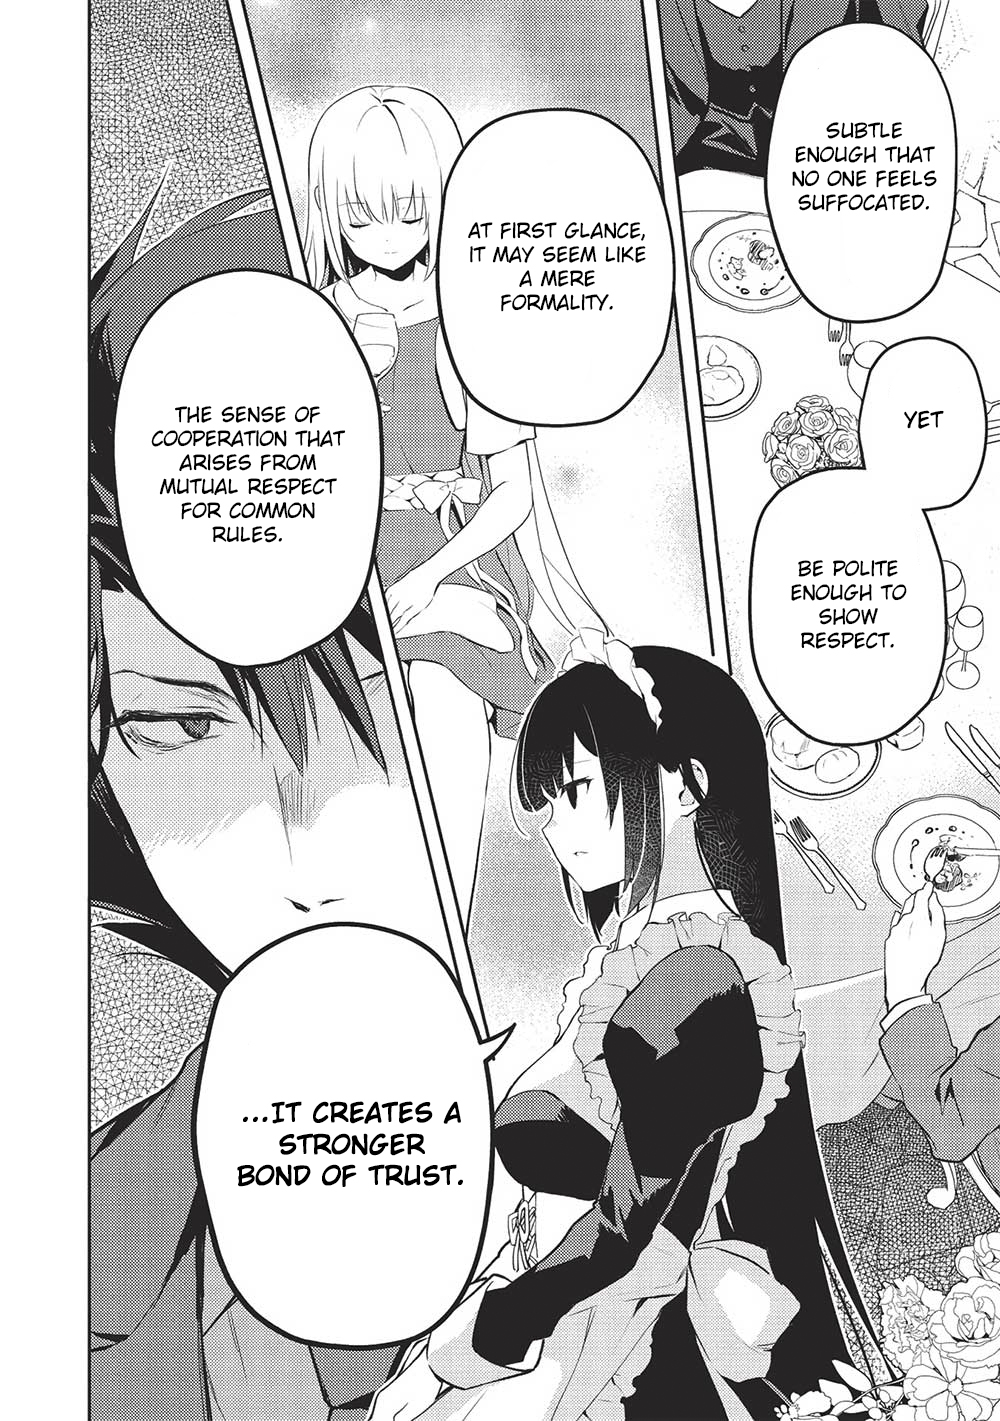 SUBTLE
ENOUGH THAT
NO ONE FEELS
SUFFOCATED.
YET
BE POLITE
ENOUGH TO
SHOW
RESPECT.
AT FIRST GLANCE,
IT MAY SEEM LIKE
A MERE
FORMALITY.
THE SENSE OF
COOPERATION THAT
ARISES FROM
MUTUAL RESPECT
FOR COMMON
RULES.
...IT CREATES A
STRONGER
BOND OF TRUST.